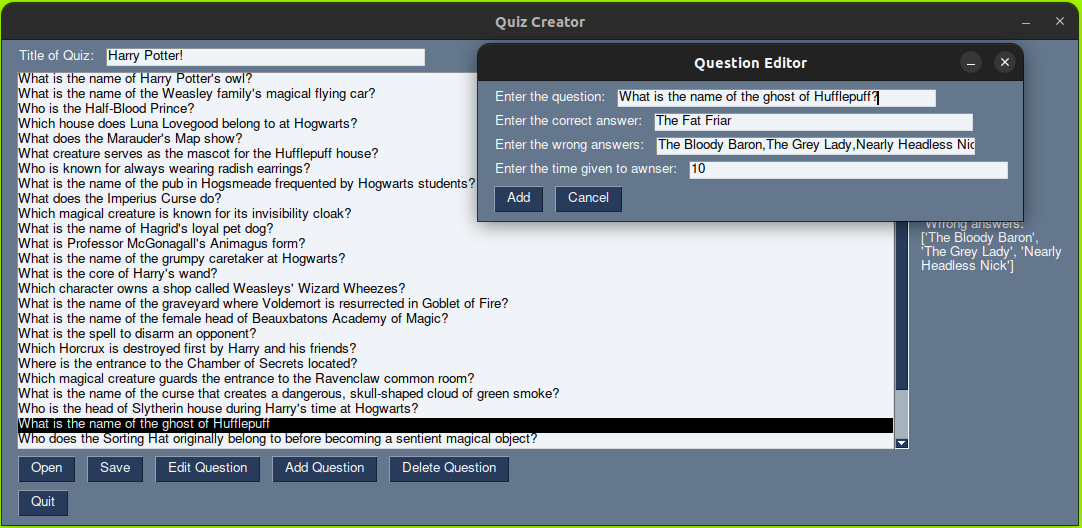 Quiz Creator
Title of Quiz: Harry Potter!
What is the name of Harry Potter's owl?
What is the name of the Weasley family's magical flying car?
Who is the Half-Blood Prince?
Which house does Luna Lovegood belong to at Hogwarts?
What does the Marauder's Map show?
What creature serves as the mascot for the Hufflepuff house?
Who is known for always wearing radish earrings?
What is the name of the pub in Hogsmeade frequented by Hogwarts students?
What does the Imperius Curse do?
Which magical creature is known for its invisibility cloak?
What is the name of Hagrid's loyal pet dog?
What is Professor McGonagall's Animagus form?
What is the name of the grumpy caretaker at Hogwarts?
What is the core of Harry's wand?
Which character owns a shop called Weasleys' Wizard Wheezes?
What is the name of the graveyard where Voldemort is resurrected in Goblet of Fire?
What is the name of the female head of Beauxbatons Academy of Magic?
What is the spell to disarm an opponent?
Which Horcrux is destroyed first by Harry and his friends?
Where is the entrance to the Chamber of Secrets located?
Which magical creature guards the entrance to the Ravenclaw common room?
What is the name of the curse that creates a dangerous, skull-shaped cloud of green smoke?
Who is the head of Slytherin house during Harry's time at Hogwarts?
What is the name of the ghost of Hufflepuff
Who does the Sorting Hat originally belong to before becoming a sentient magical object?
Question Editor
Enter the question: What is the name of the ghost of Hufflepuff?
Enter the correct answer: The Fat Friar
Enter the wrong answers: The Bloody Baron,The Grey Lady,Nearly Headless Nic
Enter the time given to awnser: 10
Add Cancel
Wrong answers:
['The Bloody Baron',
'The Grey Lady', 'Nearly
Headless Nick']
Open Save Edit Question Add Question Delete Question
Quit